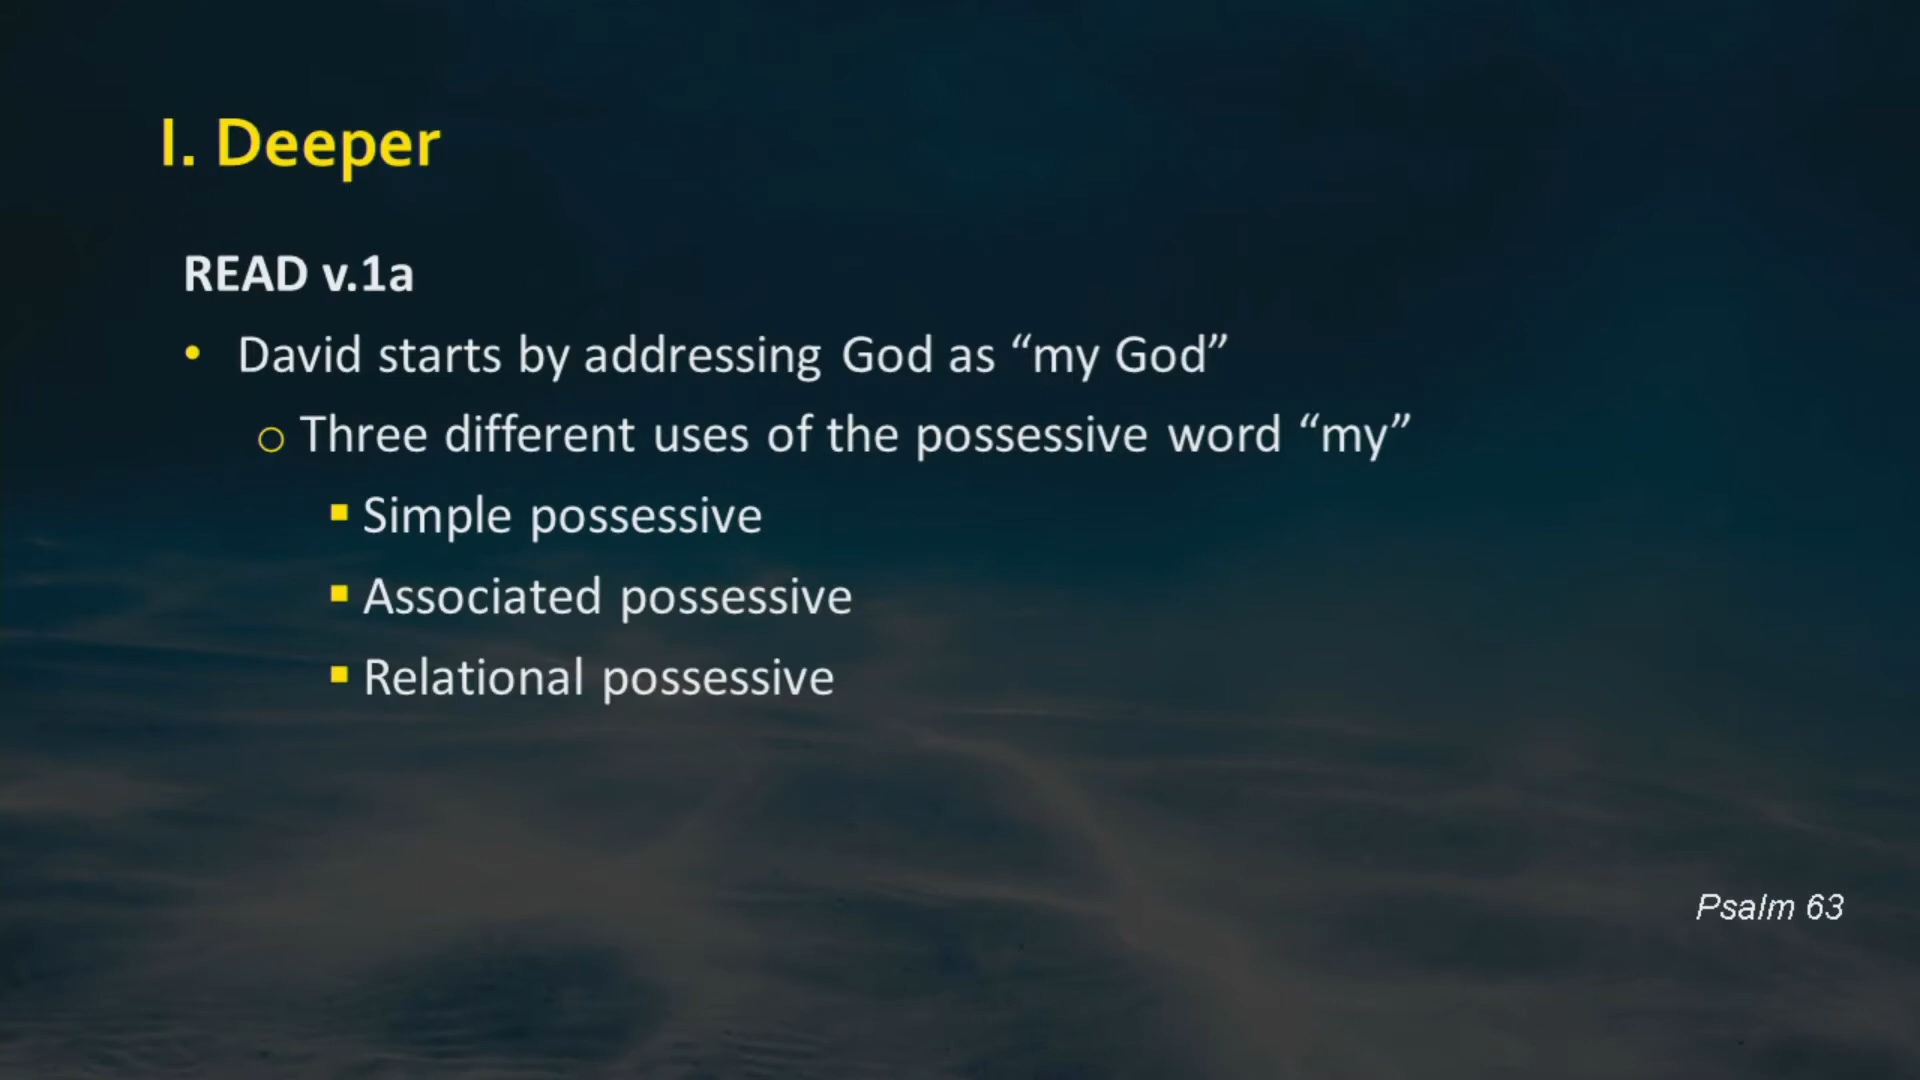 I. Deeper
READ v.1a
• David starts by addressing God as “my God”
o Three different uses of the possessive word “my”
▪ Simple possessive
▪ Associated possessive
▪ Relational possessive
Psalm 63